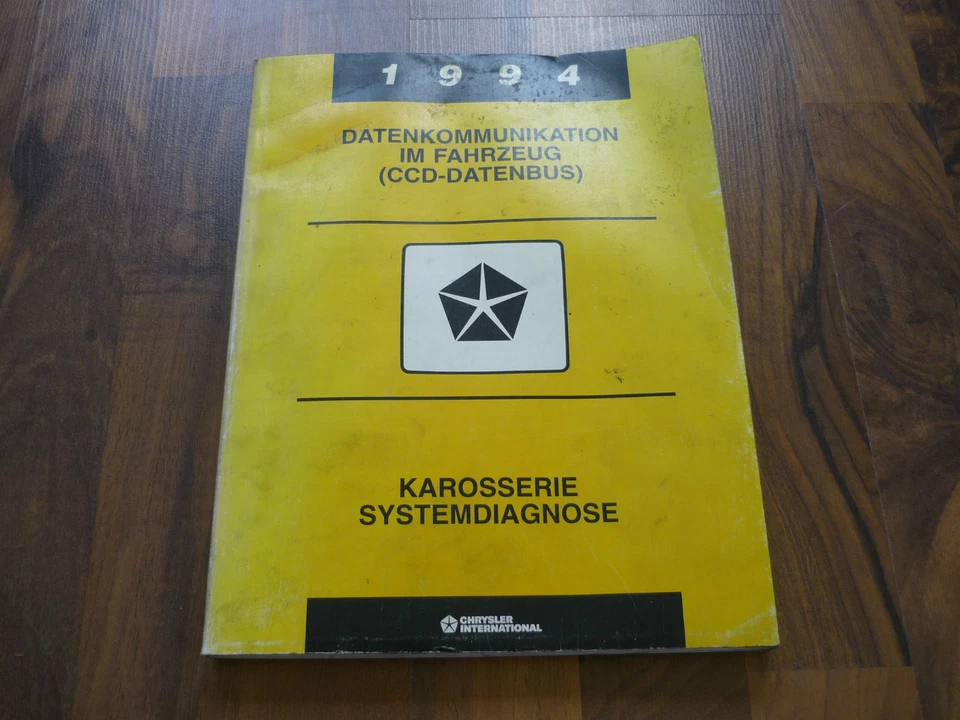 1994
DATENKOMMUNIKATION
IM FAHRZEUG
(CCD-DATENBUS)
KAROSSERIE
SYSTEMDIAGNOSE
CHRYSLER
INTERNATIONAL